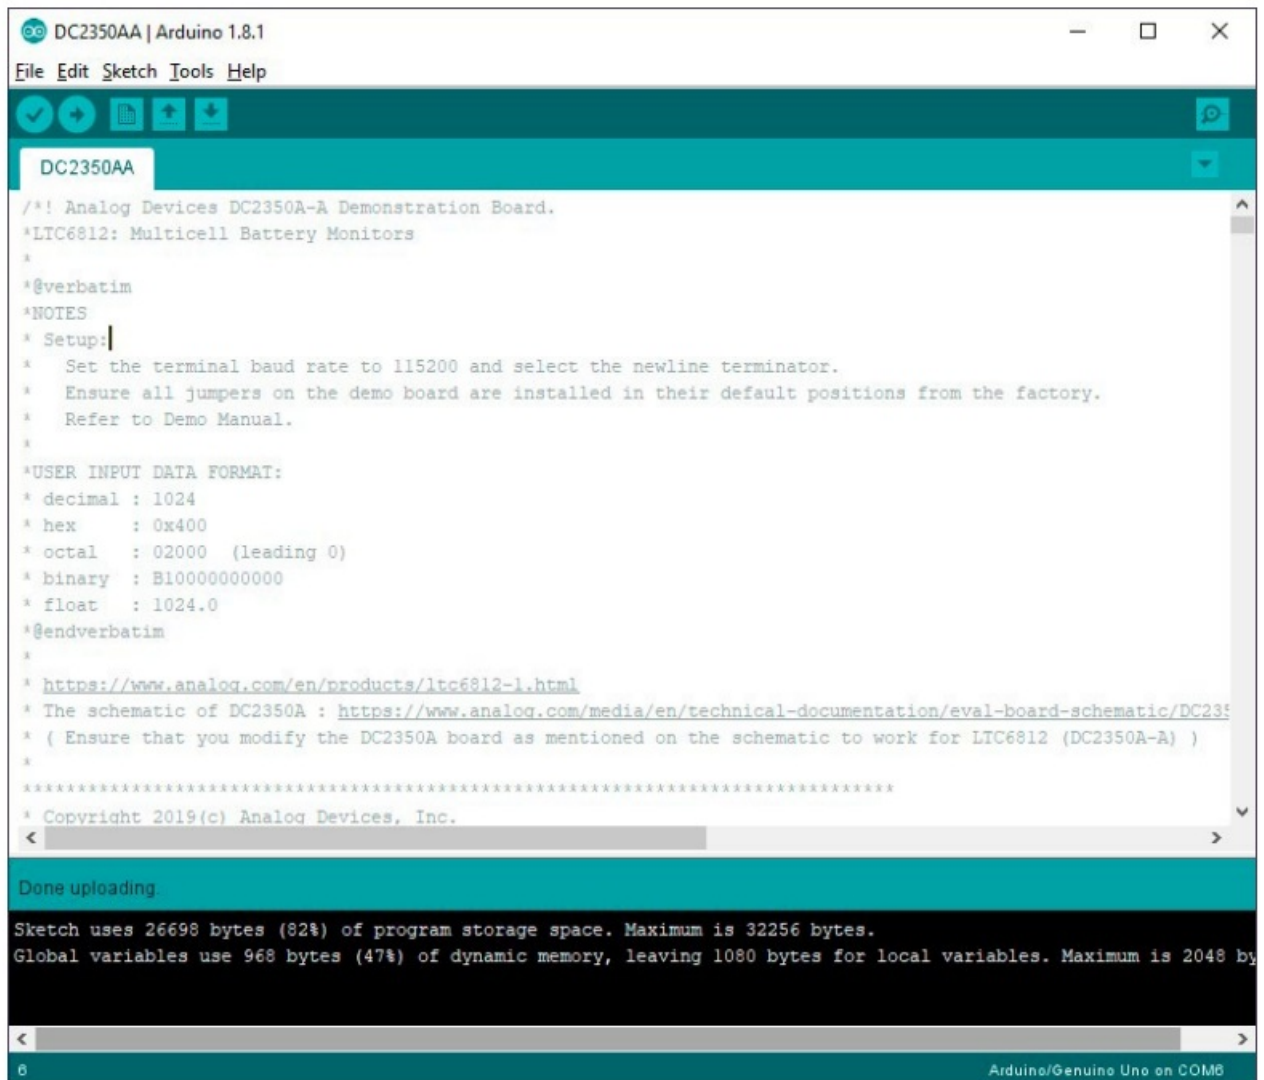 DC2350AA | Arduino 1.8.1
File Edit Sketch Tools Help
DC2350AA
/*! Analog Devices DC2350A-A Demonstration Board.
*LTC6812: Multicell Battery Monitors
*
*@verbatim
*NOTES
* Setup:
*   Set the terminal baud rate to 115200 and select the newline terminator.
*   Ensure all jumpers on the demo board are installed in their default positions from the factory.
*   Refer to Demo Manual.
*
*USER INPUT DATA FORMAT:
* decimal : 1024
* hex     : 0x400
* octal   : 02000  (leading 0)
* binary  : B10000000000
* float   : 1024.0
*@endverbatim
*
* https://www.analog.com/en/products/ltc6812-1.html
* The schematic of DC2350A : https://www.analog.com/media/en/technical-documentation/eval-board-schematic/DC235
* ( Ensure that you modify the DC2350A board as mentioned on the schematic to work for LTC6812 (DC2350A-A) )
*
********************************************************************************
* Copyright 2019(c) Analog Devices, Inc.
Done uploading.
Sketch uses 26698 bytes (82%) of program storage space. Maximum is 32256 bytes.
Global variables use 968 bytes (47%) of dynamic memory, leaving 1080 bytes for local variables. Maximum is 2048 by
6
Arduino/Genuino Uno on COM6